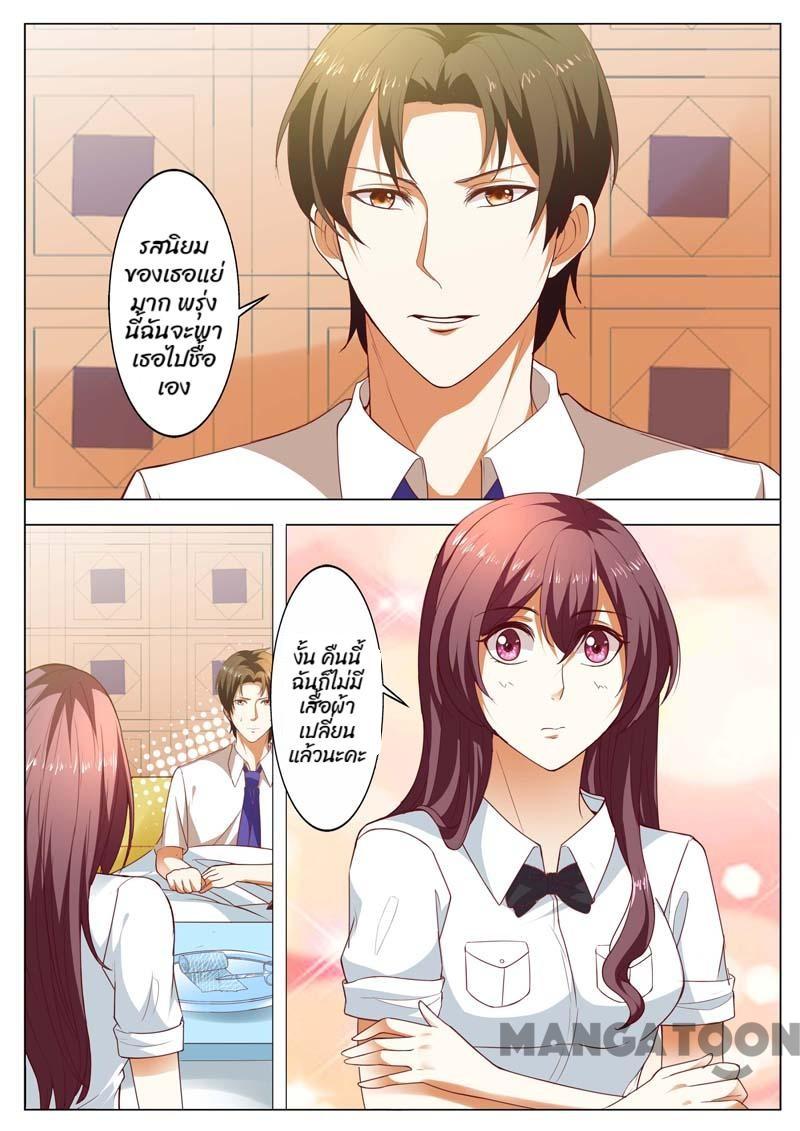 รสนิยม
ของเธอแย่
มาก พรุ่ง
นี้ฉันจะพา
เธอไปซื้อ
เอง
งั้น คืนนี้
ฉันก็ไม่มี
เสื้อผ้า
เปลี่ยน
แล้วนะคะ
MANGATOON